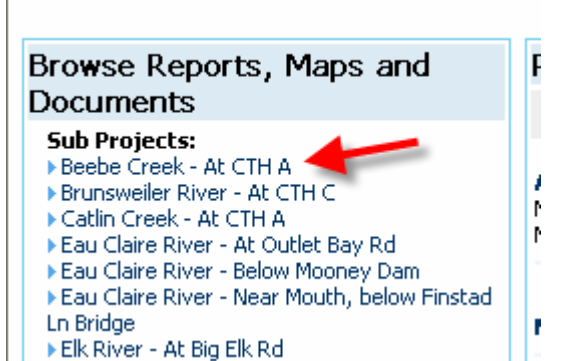 Browse Reports, Maps and
Documents
Sub Projects:
Beebe Creek - At CTH A
Brunsweiler River - At CTH C
Catlin Creek - At CTH A
Eau Claire River - At Outlet Bay Rd
Eau Claire River - Below Mooney Dam
Eau Claire River - Near Mouth, below Finstad
Ln Bridge
Elk River - At Big Elk Rd